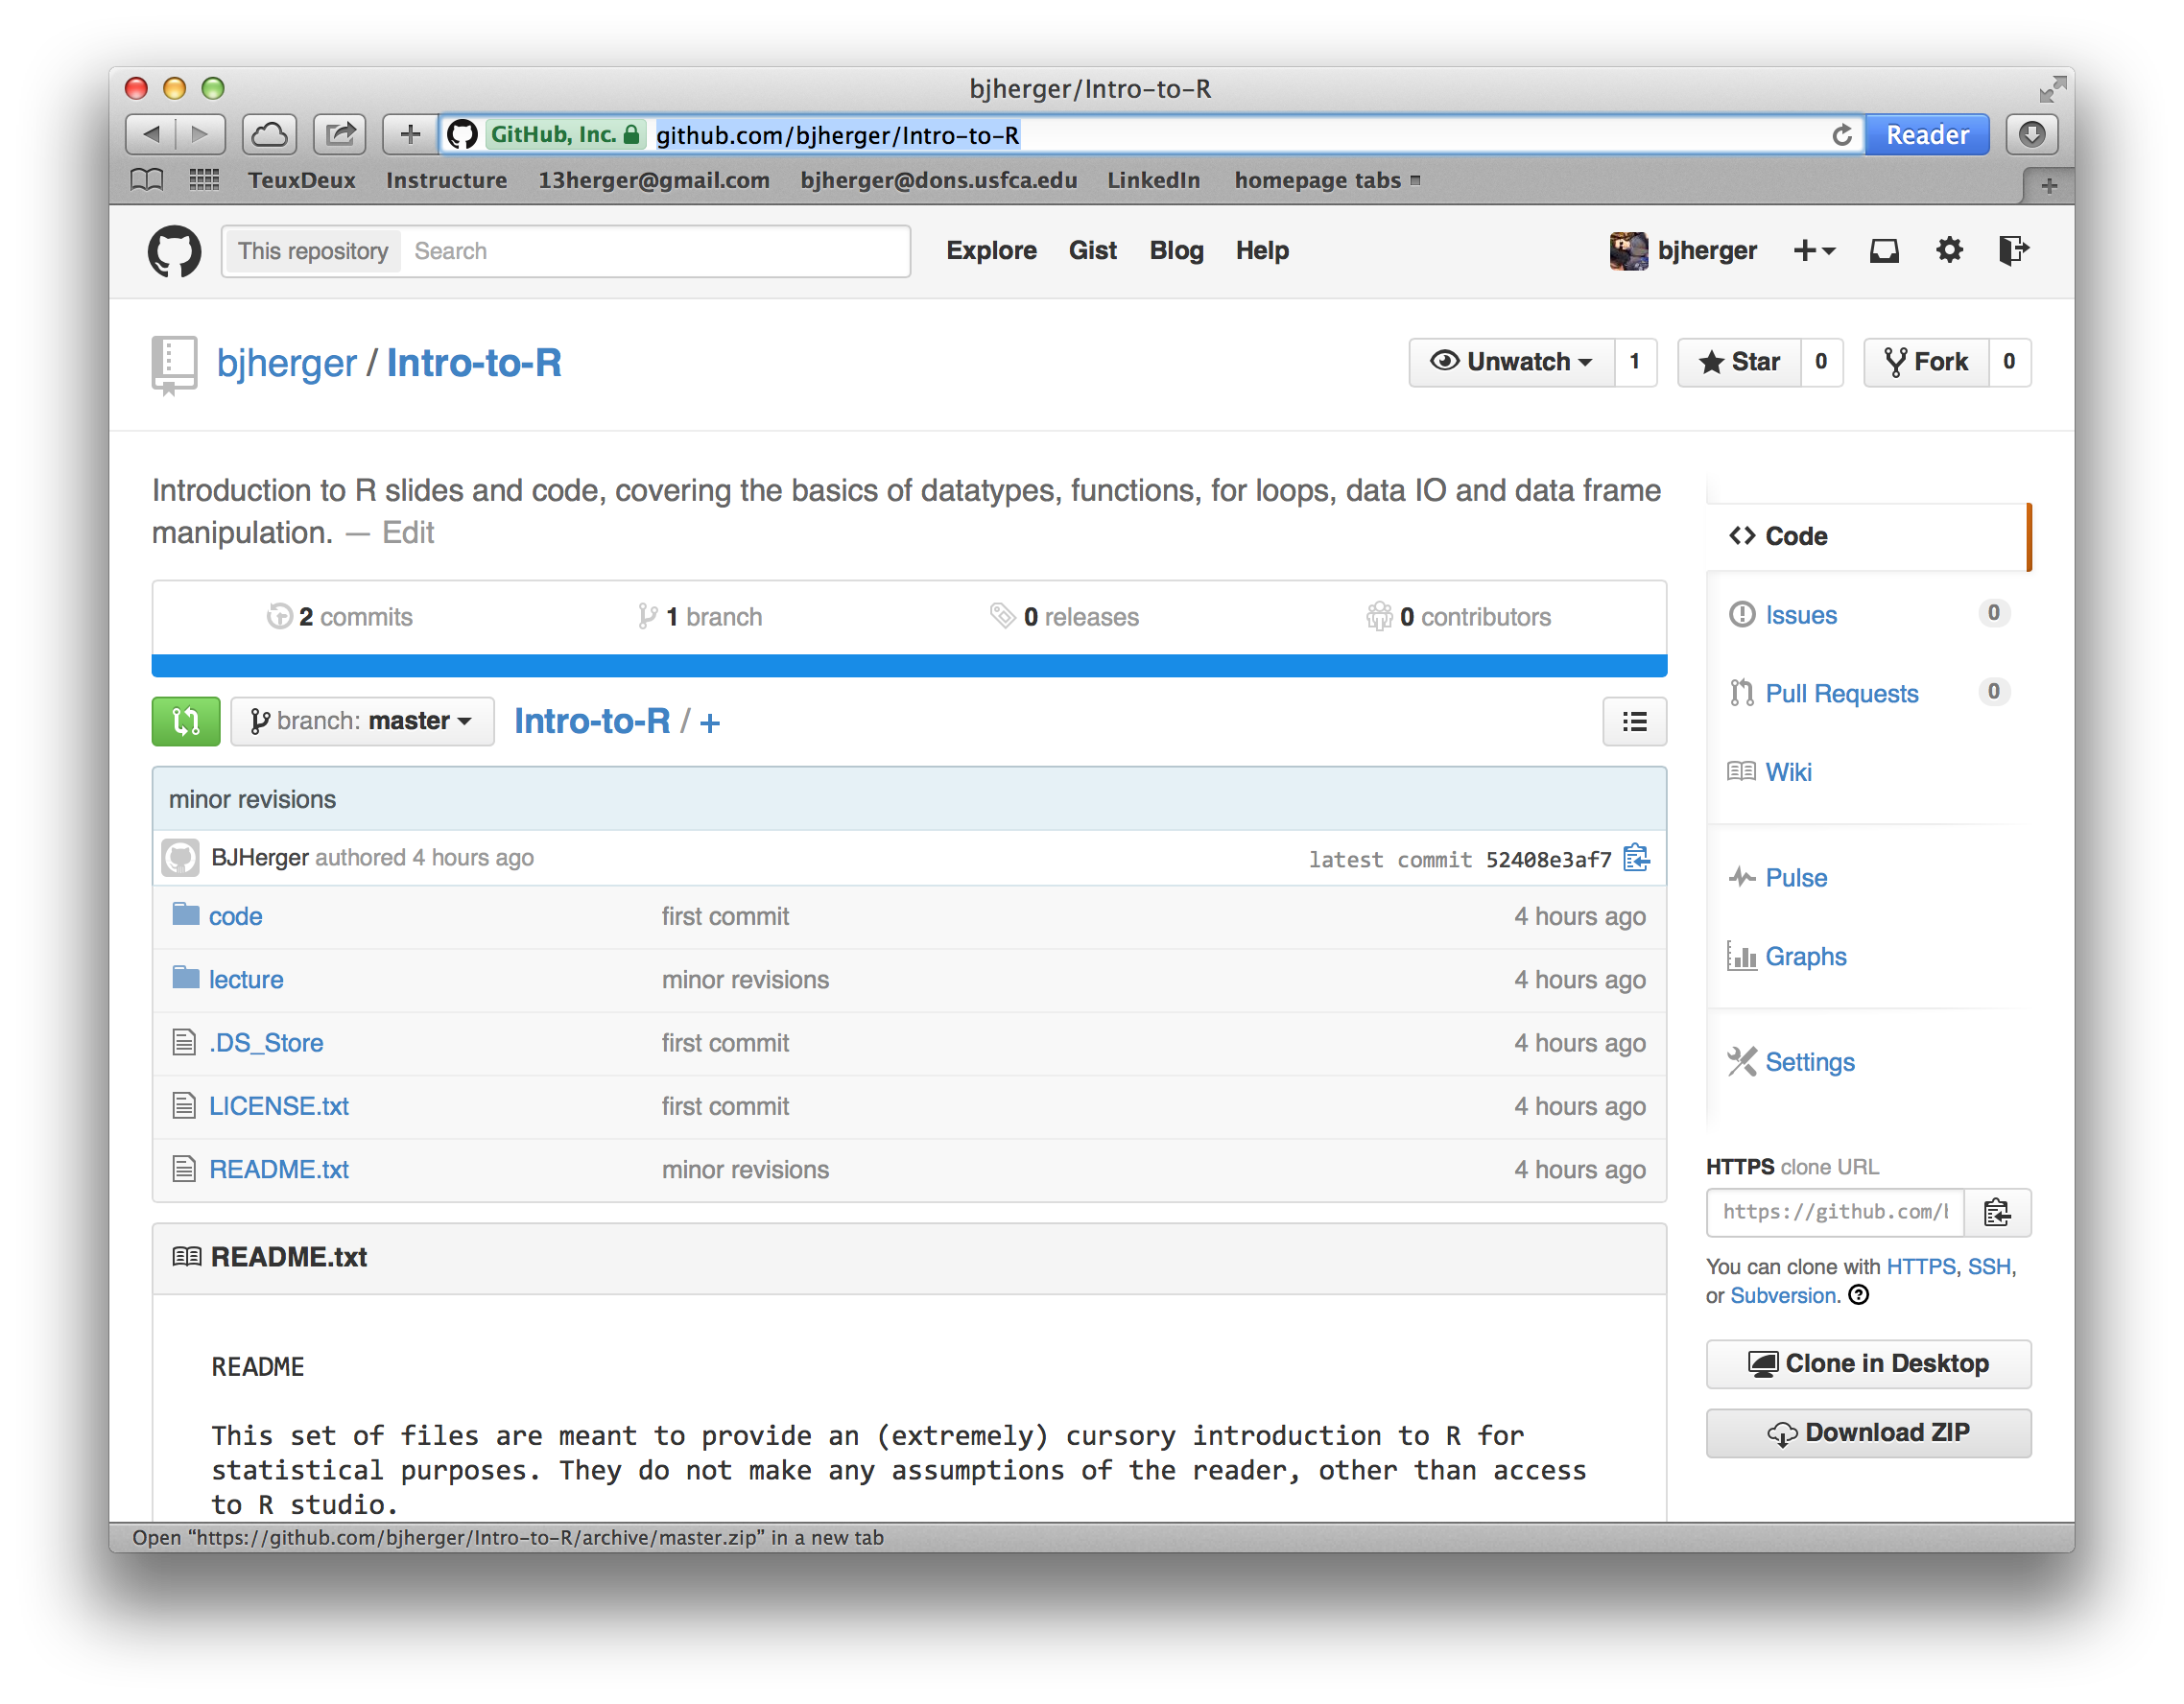 bjherger/Intro-to-R
GitHub, Inc. github.com/bjherger/Intro-to-R Reader
TeuxDeux Instructure 13herger@gmail.com bjherger@dons.usfca.edu LinkedIn homepage tabs
This repository Search Explore Gist Blog Help bjherger
bjherger / Intro-to-R Unwatch 1 Star 0 Fork 0
Introduction to R slides and code, covering the basics of datatypes, functions, for loops, data IO and data frame
manipulation. — Edit
2 commits 1 branch 0 releases 0 contributors
branch: master Intro-to-R / +
minor revisions
BJHerger authored 4 hours ago latest commit 52408e3af7
code first commit 4 hours ago
lecture minor revisions 4 hours ago
.DS_Store first commit 4 hours ago
LICENSE.txt first commit 4 hours ago
README.txt minor revisions 4 hours ago
README.txt
README
This set of files are meant to provide an (extremely) cursory introduction to R for
statistical purposes. They do not make any assumptions of the reader, other than access
to R studio.
Code
Issues 0
Pull Requests 0
Wiki
Pulse
Graphs
Settings
HTTPS clone URL
https://github.com/b
You can clone with HTTPS, SSH,
or Subversion.
Clone in Desktop
Download ZIP
Open “https://github.com/bjherger/Intro-to-R/archive/master.zip” in a new tab